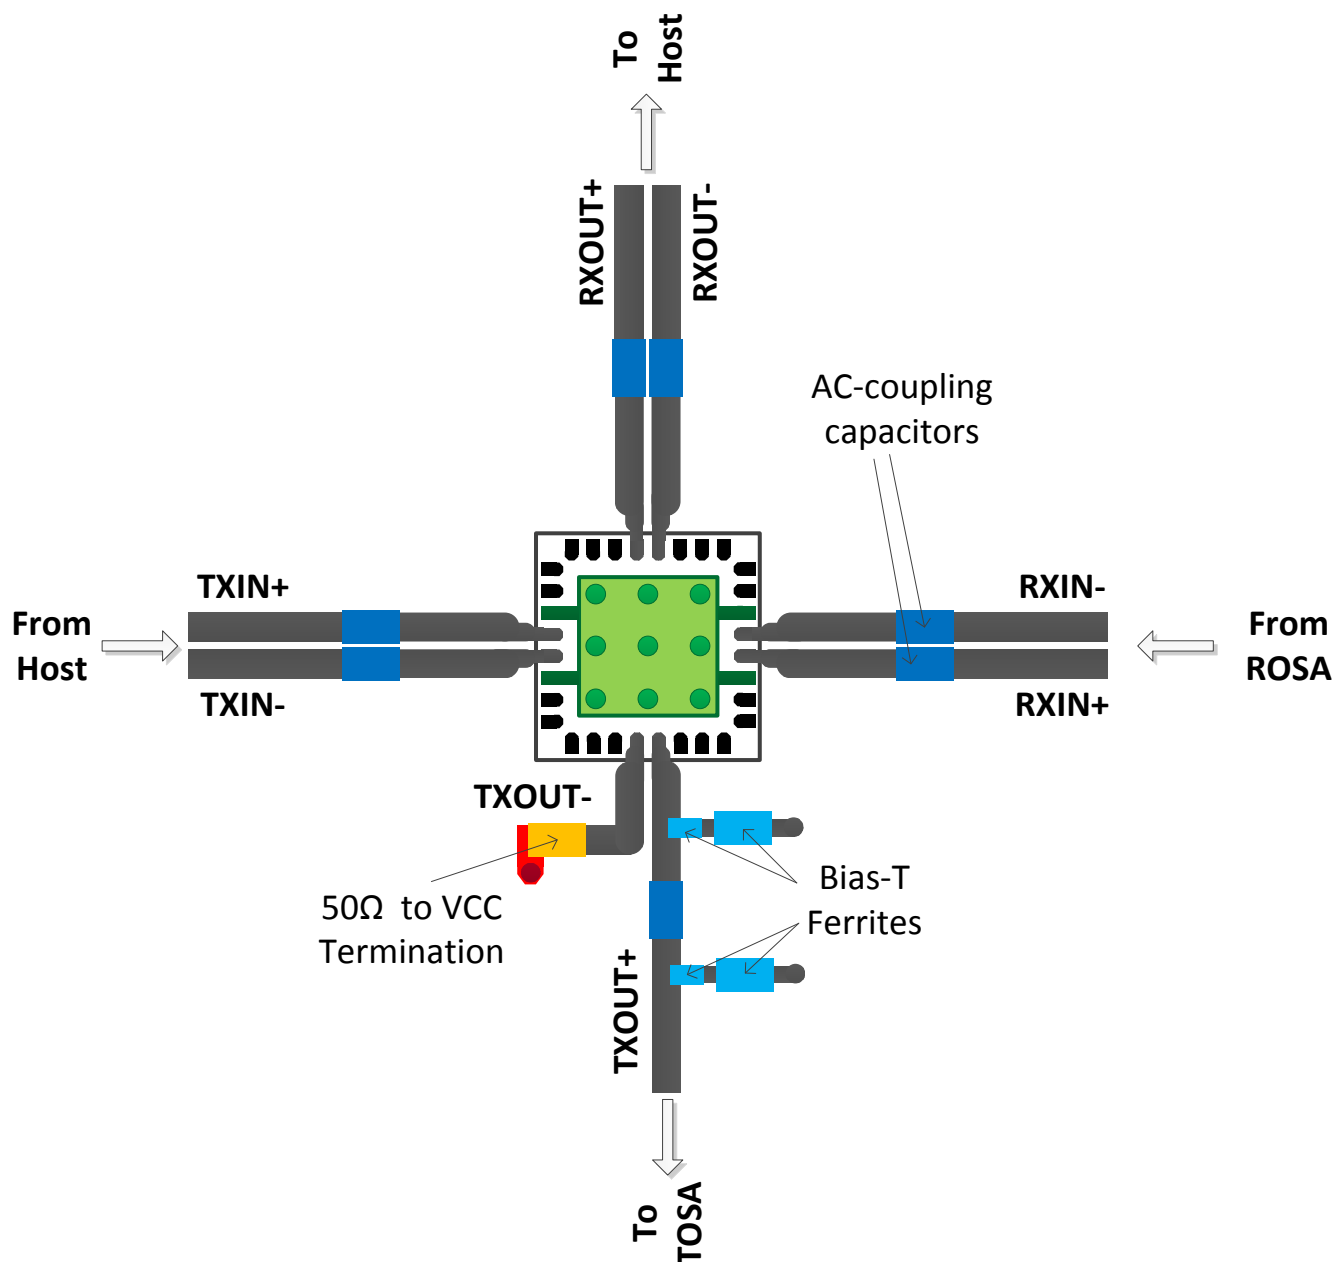 To
Host
RXOUT+
RXOUT-
AC-coupling
capacitors
TXIN+
RXIN-
From
Host
From
ROSA
TXIN-
RXIN+
TXOUT-
50Ω to VCC
Termination
Bias-T
Ferrites
TXOUT+
To
TOSA